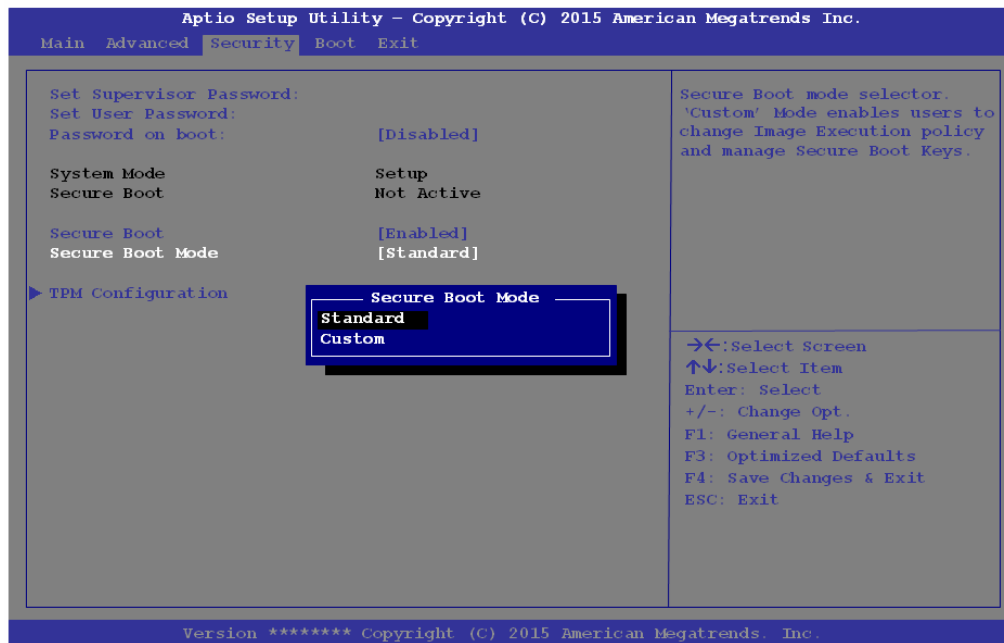 Aptio Setup Utility – Copyright (C) 2015 American Megatrends Inc.
Main Advanced Security Boot Exit
Set Supervisor Password:
Set User Password:
Password on boot: [Disabled]
System Mode Setup
Secure Boot Not Active
Secure Boot [Enabled]
Secure Boot Mode [Standard]
TPM Configuration
Secure Boot Mode
Standard
Custom
Secure Boot mode selector.
'Custom' Mode enables users to
change Image Execution policy
and manage Secure Boot Keys.
→←:Select Screen
↑↓:Select Item
Enter: Select
+/-: Change Opt.
F1: General Help
F3: Optimized Defaults
F4: Save Changes & Exit
ESC: Exit
Version ******** Copyright (C) 2015 American Megatrends. Inc.